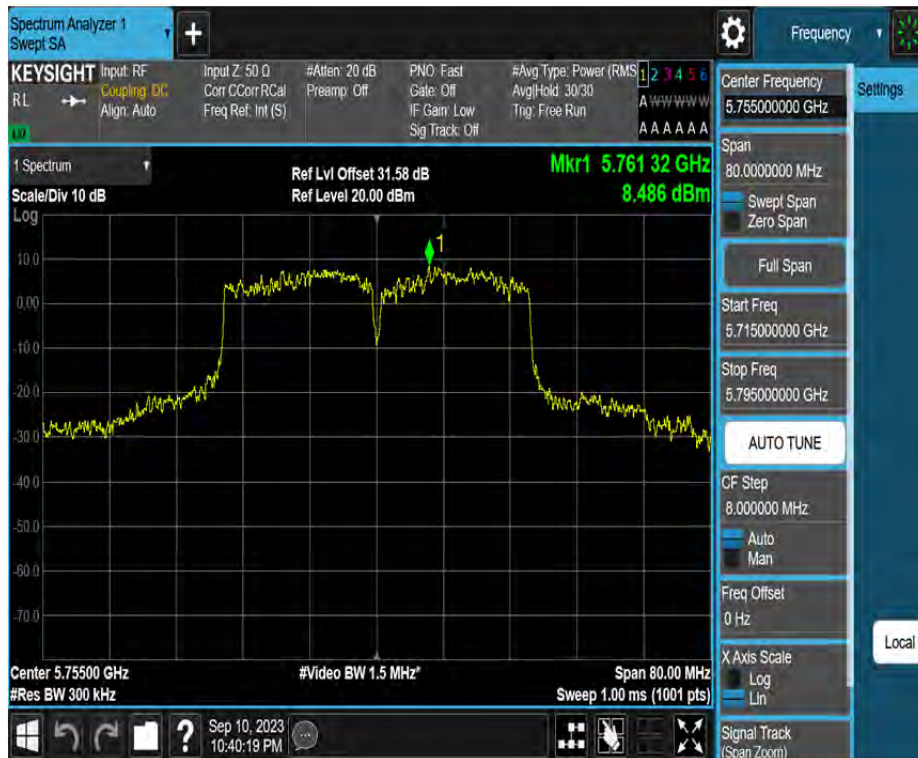 Spectrum Analyzer 1
Swept SA
Frequency
KEYSIGHT
RL
Input: RF
Coupling: DC
Align: Auto
Input Z: 50 Ω
Corr CCorr RCal
Freq Ref: Int (S)
#Atten: 20 dB
Preamp: Off
PNO: Fast
Gate: Off
IF Gain: Low
Sig Track: Off
#Avg Type: Power (RMS
Avg|Hold: 30/30
Trig: Free Run
1 2 3 4 5 6
A W W W W W
A A A A A A
1 Spectrum
Scale/Div 10 dB
Ref Lvl Offset 31.58 dB
Ref Level 20.00 dBm
Mkr1 5.761 32 GHz
8.486 dBm
Log
10.0
0.00
-10.0
-20.0
-30.0
-40.0
-50.0
-60.0
-70.0
1
Center 5.75500 GHz
#Res BW 300 kHz
#Video BW 1.5 MHz*
Span 80.00 MHz
Sweep 1.00 ms (1001 pts)
?
Sep 10, 2023
10:40:19 PM
Center Frequency
5.755000000 GHz
Settings
Span
80.0000000 MHz
Swept Span
Zero Span
Full Span
Start Freq
5.715000000 GHz
Stop Freq
5.795000000 GHz
AUTO TUNE
CF Step
8.000000 MHz
Auto
Man
Freq Offset
0 Hz
X Axis Scale
Log
Lin
Local
Signal Track
(Span Zoom)